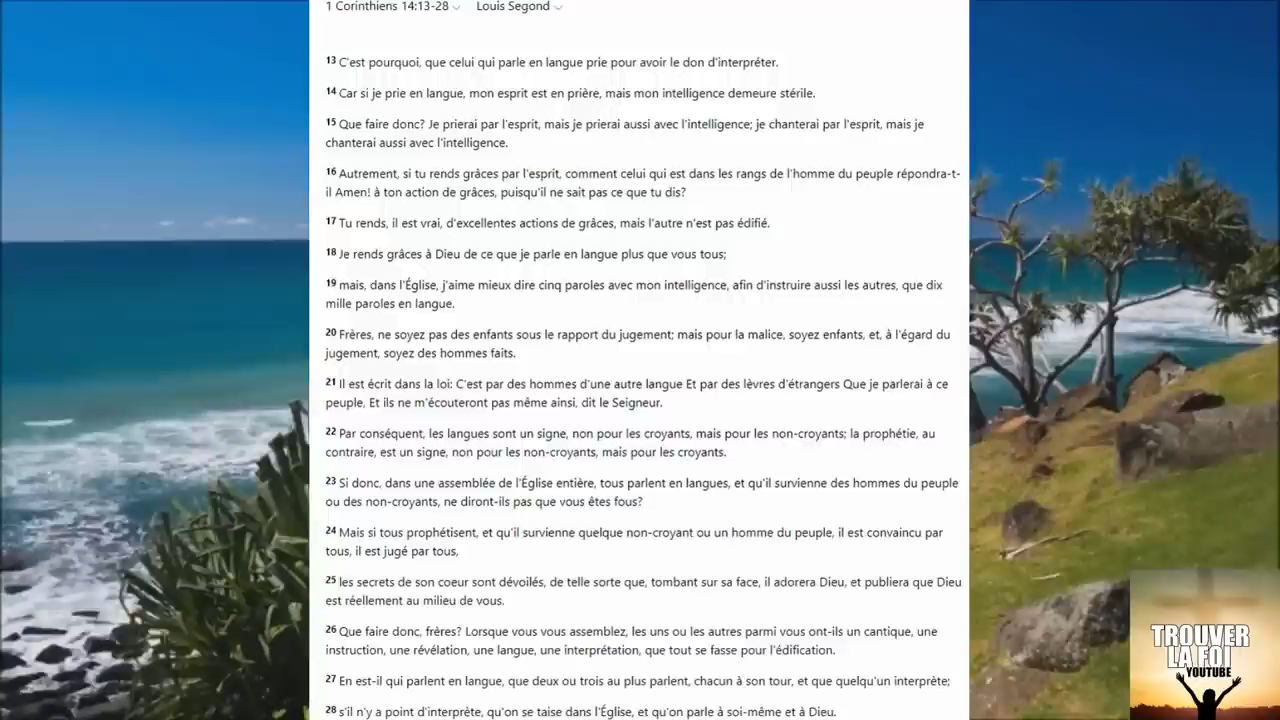 1 Corinthiens 14:13-28 Louis Segond
13 C'est pourquoi, que celui qui parle en langue prie pour avoir le don d'interpréter.
14 Car si je prie en langue, mon esprit est en prière, mais mon intelligence demeure stérile.
15 Que faire donc? Je prierai par l'esprit, mais je prierai aussi avec l'intelligence; je chanterai par l'esprit, mais je
chanterai aussi avec l'intelligence.
16 Autrement, si tu rends grâces par l'esprit, comment celui qui est dans les rangs de l'homme du peuple répondra-t-
il Amen! à ton action de grâces, puisqu'il ne sait pas ce que tu dis?
17 Tu rends, il est vrai, d'excellentes actions de grâces, mais l'autre n'est pas édifié.
18 Je rends grâces à Dieu de ce que je parle en langue plus que vous tous;
19 mais, dans l'Église, j'aime mieux dire cinq paroles avec mon intelligence, afin d'instruire aussi les autres, que dix
mille paroles en langue.
20 Frères, ne soyez pas des enfants sous le rapport du jugement; mais pour la malice, soyez enfants, et, à l'égard du
jugement, soyez des hommes faits.
21 Il est écrit dans la loi: C'est par des hommes d'une autre langue Et par des lèvres d'étrangers Que je parlerai à ce
peuple, Et ils ne m'écouteront pas même ainsi, dit le Seigneur.
22 Par conséquent, les langues sont un signe, non pour les croyants, mais pour les non-croyants; la prophétie, au
contraire, est un signe, non pour les non-croyants, mais pour les croyants.
23 Si donc, dans une assemblée de l'Église entière, tous parlent en langues, et qu'il survienne des hommes du peuple
ou des non-croyants, ne diront-ils pas que vous êtes fous?
24 Mais si tous prophétisent, et qu'il survienne quelque non-croyant ou un homme du peuple, il est convaincu par
tous, il est jugé par tous,
25 les secrets de son coeur sont dévoilés, de telle sorte que, tombant sur sa face, il adorera Dieu, et publiera que Dieu
est réellement au milieu de vous.
26 Que faire donc, frères? Lorsque vous vous assemblez, les uns ou les autres parmi vous ont-ils un cantique, une
instruction, une révélation, une langue, une interprétation, que tout se fasse pour l'édification.
27 En est-il qui parlent en langue, que deux ou trois au plus parlent, chacun à son tour, et que quelqu'un interprète;
28 s'il n'y a point d'interprète, qu'on se taise dans l'Église, et qu'on parle à soi-même et à Dieu.
TROUVER
LA FOI
YOUTUBE